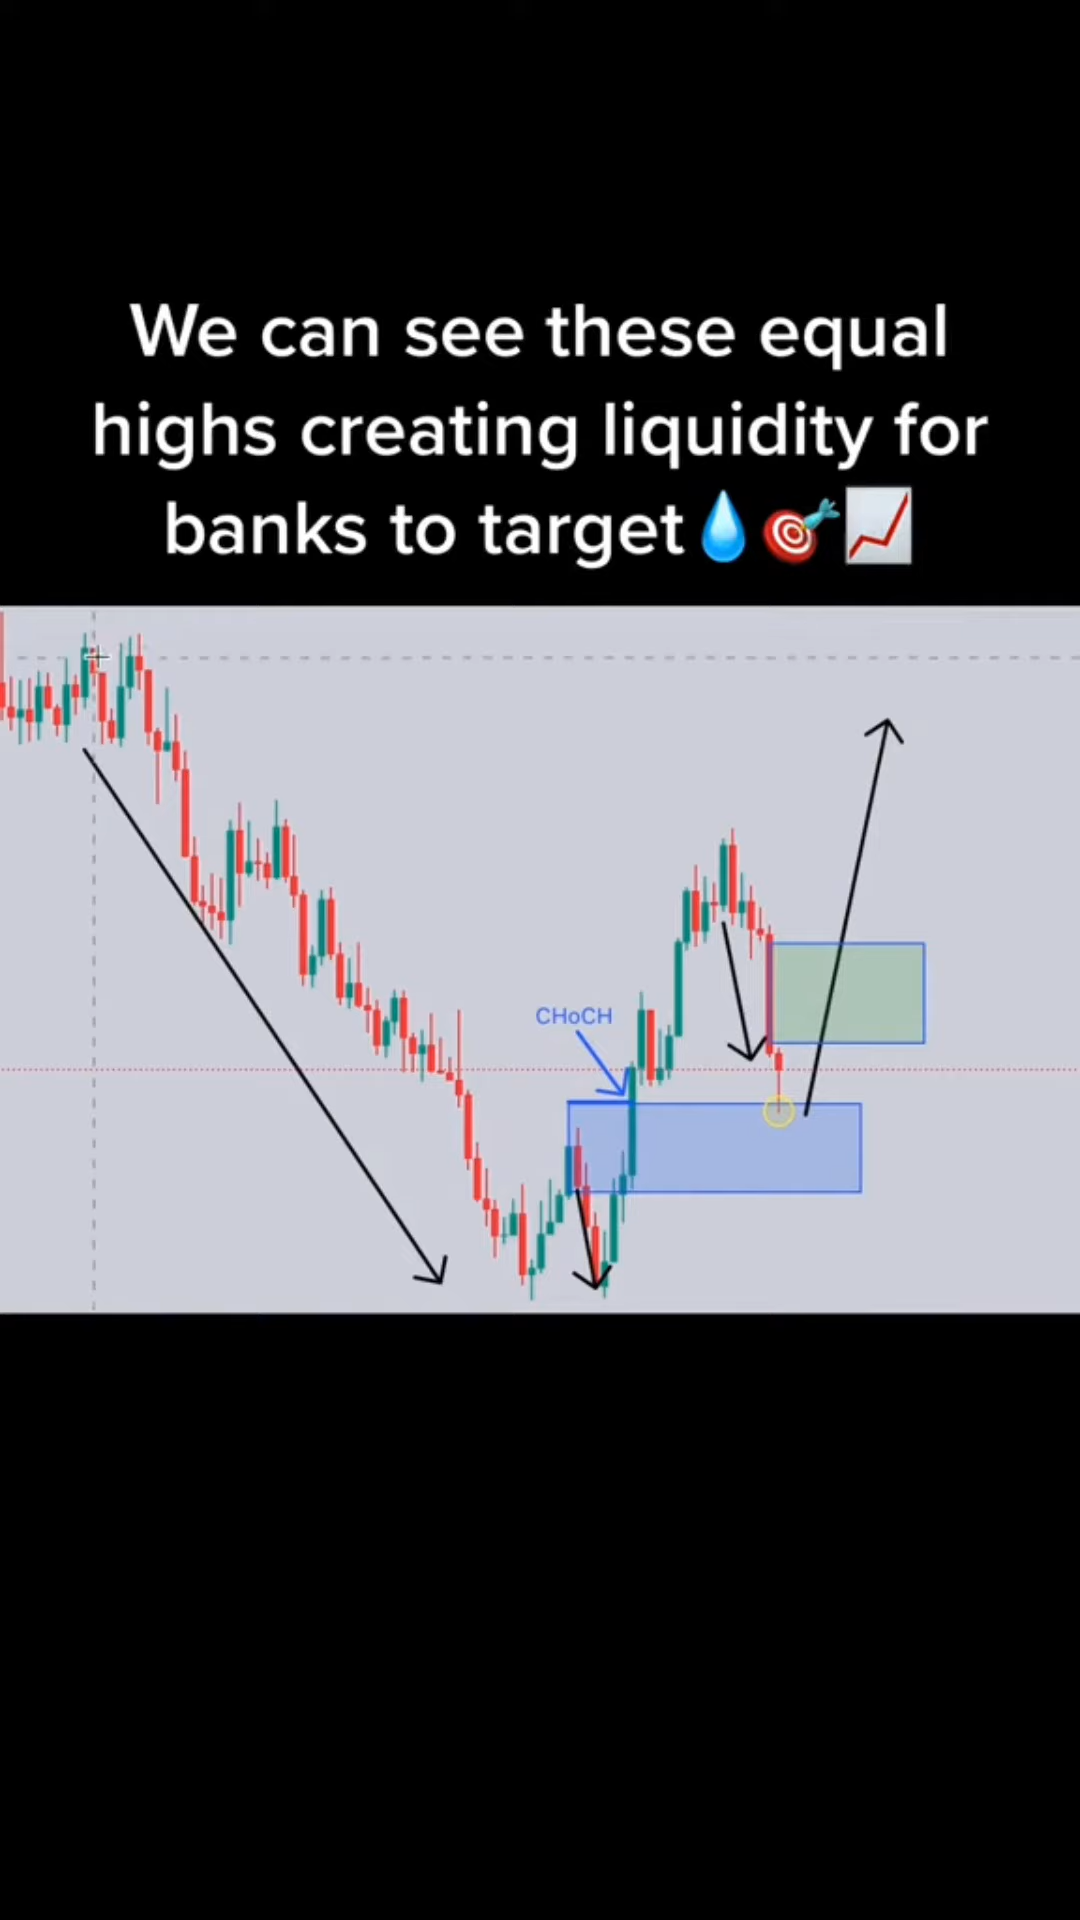 We can see these equal
highs creating liquidity for
banks to target💧🎯📈
CHoCH